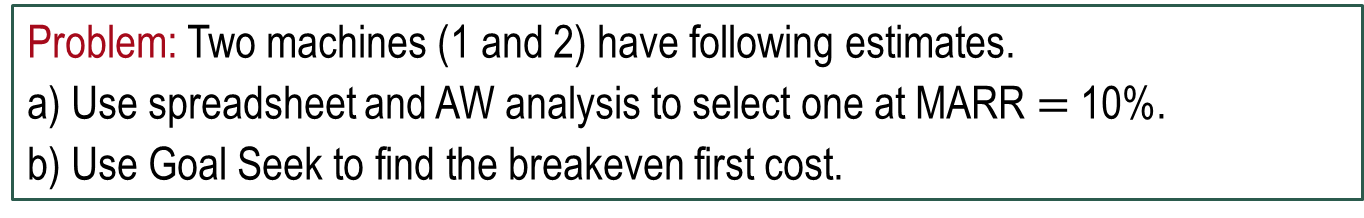 Problem: Two machines (1 and 2) have following estimates.
a) Use spreadsheet and AW analysis to select one at MARR = 10%.
b) Use Goal Seek to find the breakeven first cost.